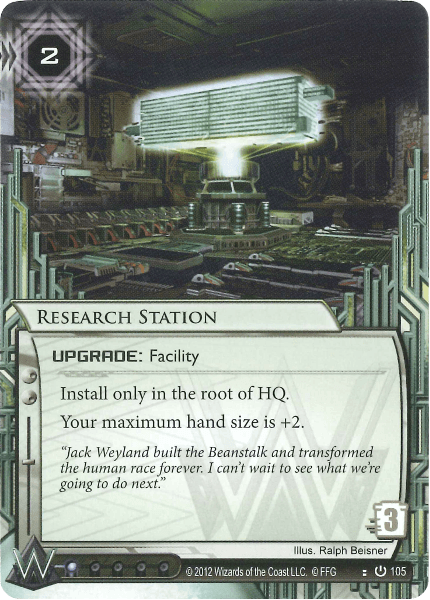 2
RESEARCH STATION
UPGRADE: Facility
Install only in the root of HQ.
Your maximum hand size is +2.
“Jack Weyland built the Beanstalk and transformed
the human race forever. I can’t wait to see what we’re
going to do next.”
3
Illus. Ralph Beisner
© 2012 Wizards of the Coast LLC. © FFG
105